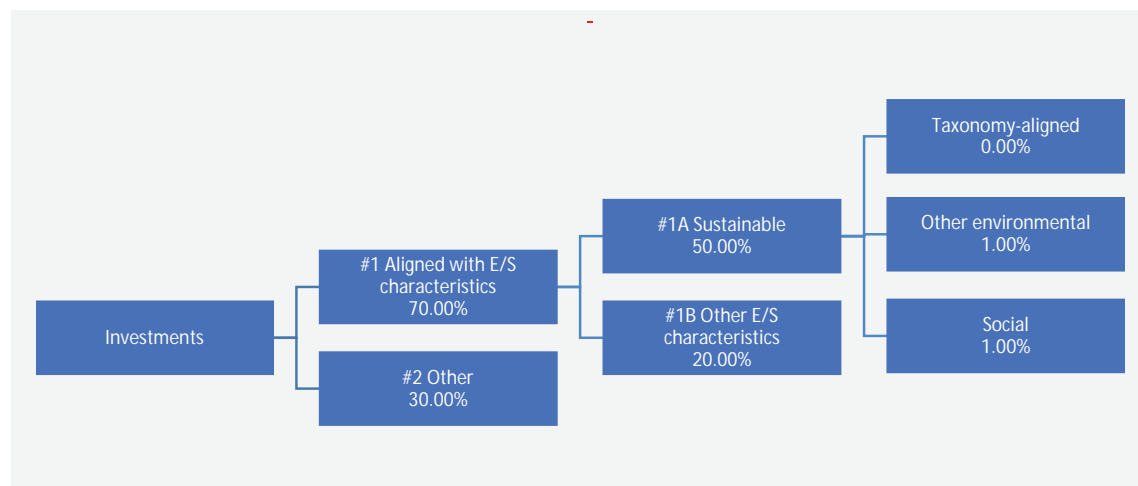 -
Taxonomy-aligned
0.00%
#1A Sustainable
50.00%
Other environmental
1.00%
#1 Aligned with E/S
characteristics
70.00%
Investments
#1B Other E/S
characteristics
20.00%
Social
1.00%
#2 Other
30.00%